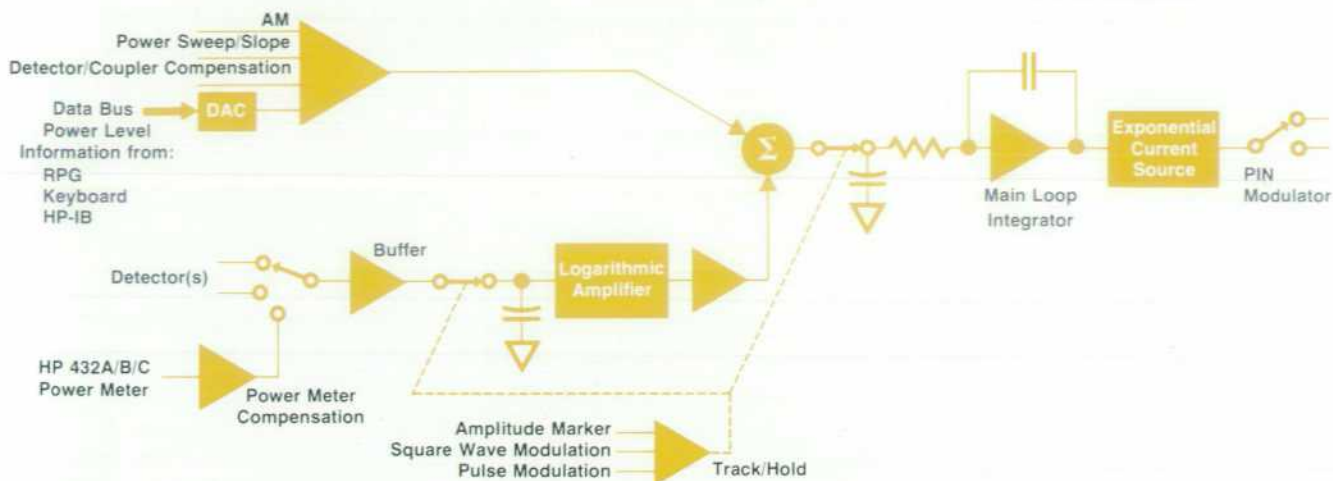 AM
Power Sweep/Slope
Detector/Coupler Compensation
Data Bus
DAC
Power Level
Information from:
RPG
Keyboard
HP-IB
Σ
Main Loop
Integrator
Exponential
Current
Source
PIN
Modulator
Detector(s)
Buffer
Logarithmic
Amplifier
HP 432A/B/C
Power Meter
Power Meter
Compensation
Amplitude Marker
Square Wave Modulation
Pulse Modulation
Track/Hold